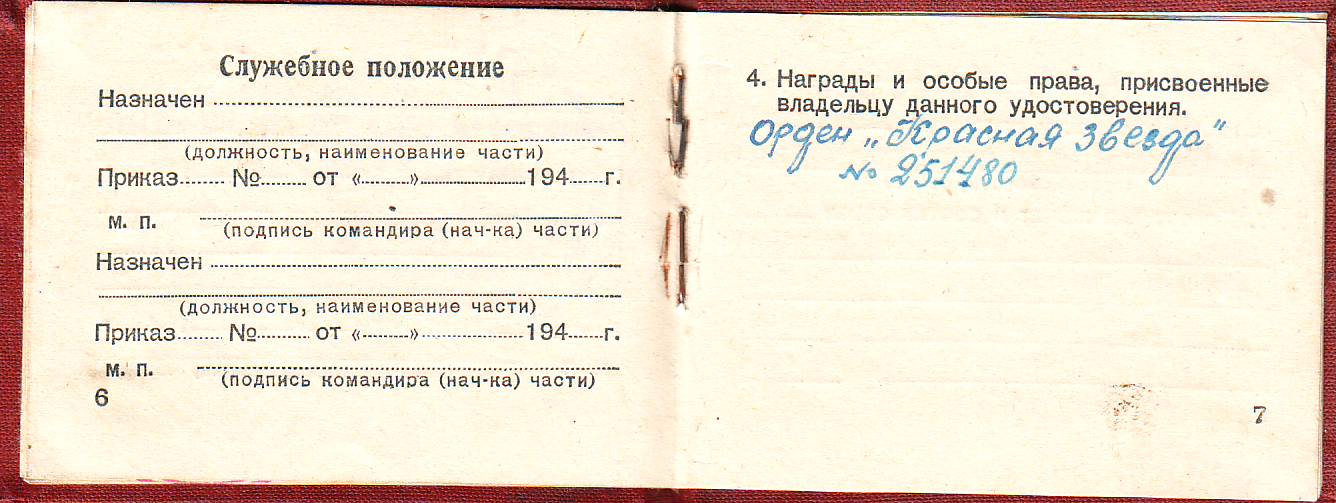 Служебное положение
Назначен
(должность, наименование части)
Приказ........ №......... от «.........»....................194......г.
м. п.
(подпись командира (нач-ка) части)
Назначен
(должность, наименование части)
Приказ........ №.......... от «.........»....................194......г.
м. п.
(подпись командира (нач-ка) части)
6
4. Награды и особые права, присвоенные
владельцу данного удостоверения.
Орден „Красная Звезда"
№ 251480
7